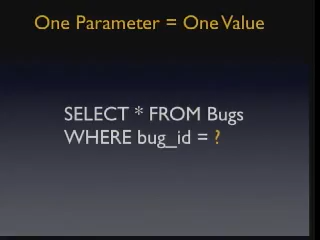 One Parameter = One Value
SELECT * FROM Bugs
WHERE bug_id = ?